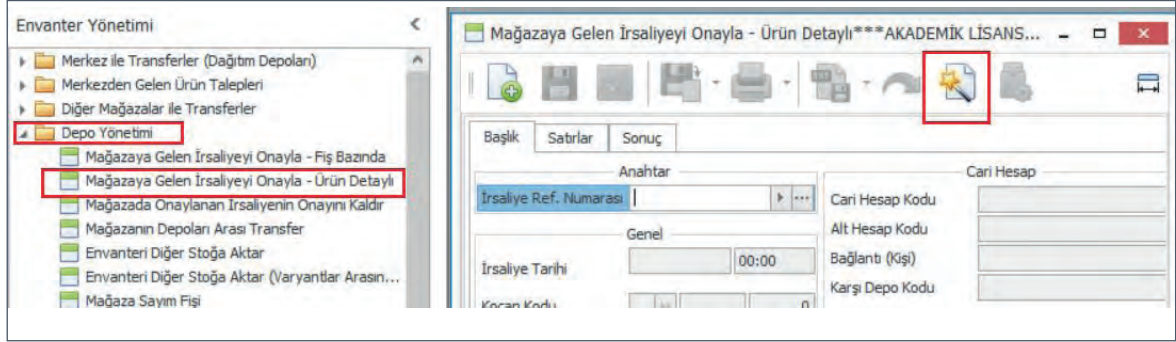 Envanter Yönetimi
Merkez ile Transferler (Dağıtım Depoları)
Merkezden Gelen Ürün Talepleri
Diğer Mağazalar ile Transferler
Depo Yönetimi
Mağazaya Gelen İrsaliyeyi Onayla - Fiş Bazında
Mağazaya Gelen İrsaliyeyi Onayla - Ürün Detaylı
Mağazada Onaylanan İrsaliyenin Onayını Kaldır
Mağazanın Depoları Arası Transfer
Envanteri Diğer Stoğa Aktar
Envanteri Diğer Stoğa Aktar (Varyantlar Arasın...
Mağaza Sayım Fişi
Mağazaya Gelen İrsaliyeyi Onayla - Ürün Detaylı***AKADEMİK LİSANS...
Başlık Satırlar Sonuç
Anahtar
İrsaliye Ref. Numarası
Genel
İrsaliye Tarihi 00:00
Koçan Kodu 0
Cari Hesap
Cari Hesap Kodu
Alt Hesap Kodu
Bağlantı (Kişi)
Karşı Depo Kodu